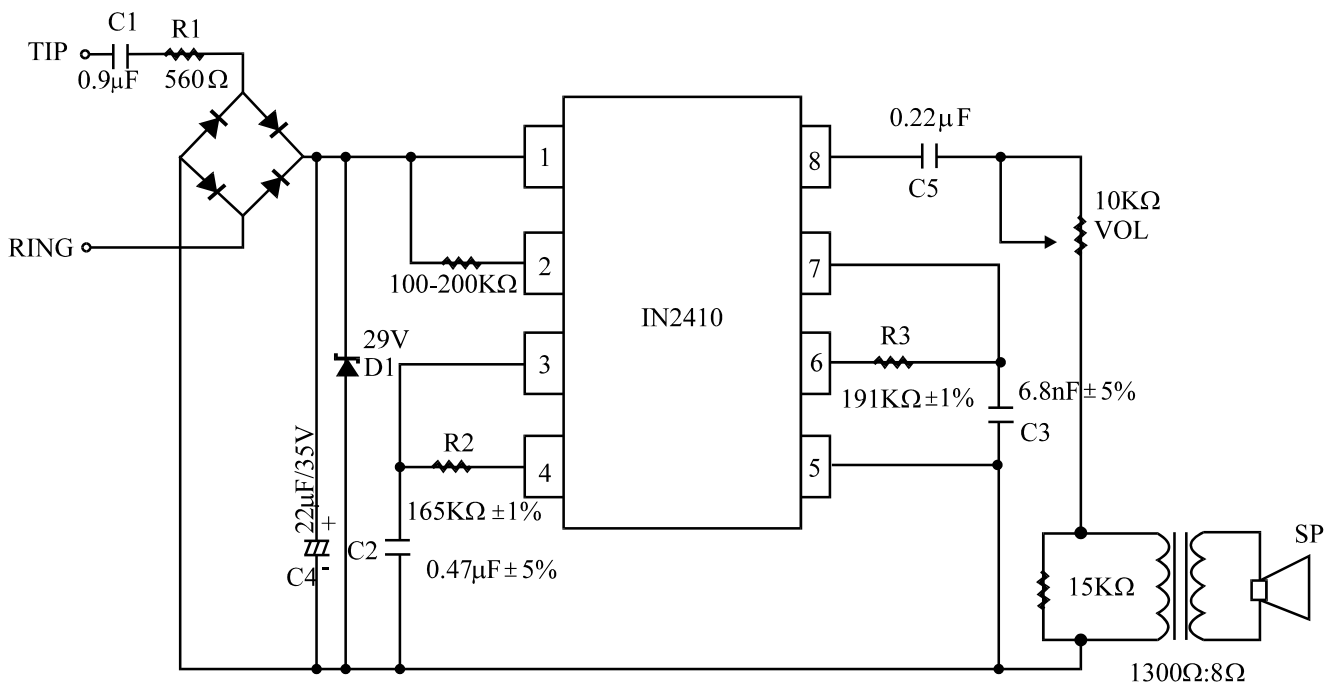 C1
R1
TIP
0.9μF
560Ω
RING
1
2
3
4
8
7
6
5
IN2410
100-200KΩ
29V
D1
R2
165KΩ ±1%
22μF/35V
+
-
C4
C2
0.47μF±5%
0.22μF
C5
10KΩ
VOL
R3
191KΩ±1%
6.8nF±5%
C3
15KΩ
SP
1300Ω:8Ω